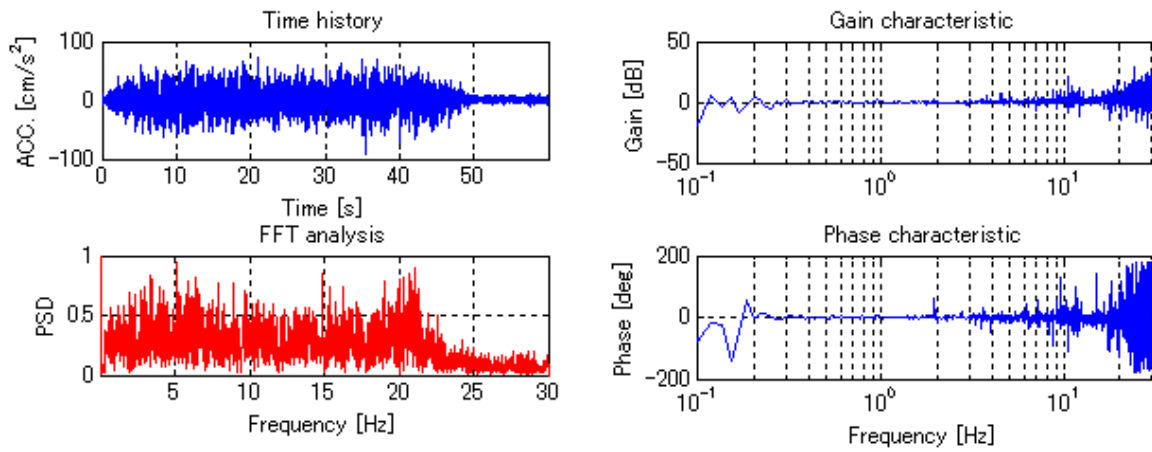 Time history
100
0
-100
ACC. [cm/s²]
0 10 20 30 40 50 60
Time [s]
Gain characteristic
50
0
-50
Gain [dB]
10⁻¹ 10⁰ 10¹
FFT analysis
1
0.5
0
PSD
5 10 15 20 25 30
Frequency [Hz]
Phase characteristic
200
0
-200
Phase [deg]
10⁻¹ 10⁰ 10¹
Frequency [Hz]